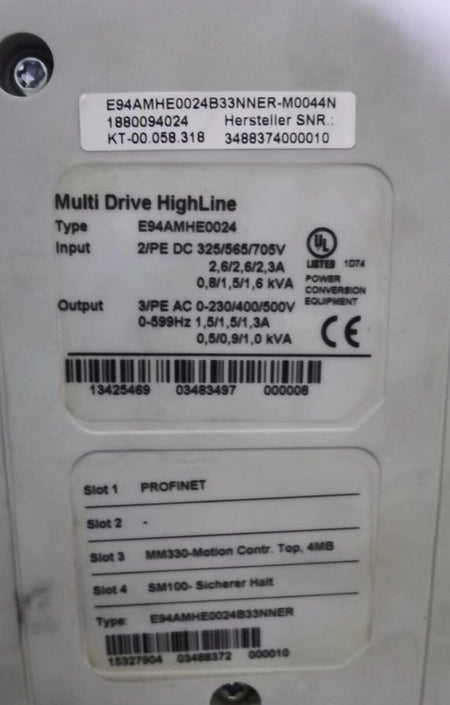 E94AMHE0024B33NNER-M0044N
1880094024 Hersteller SNR.:
KT-00.058.318 3488374000010
Multi Drive HighLine
Type E94AMHE0024
Input 2/PE DC 325/565/705V
2,6/2,6/2,3A
0,8/1,5/1,6 kVA
Output 3/PE AC 0-230/400/500V
0-599Hz 1,5/1,5/1,3A
0,5/0,9/1,0 kVA
UL
LISTED 1D74
POWER
CONVERSION
EQUIPMENT
CE
13425469 03483497 000008
Slot 1 PROFINET
Slot 2 -
Slot 3 MM330-Motion Contr. Top, 4MB
Slot 4 SM100- Sicherer Halt
Type: E94AMHE0024B33NNER
15327904 03488372 000010